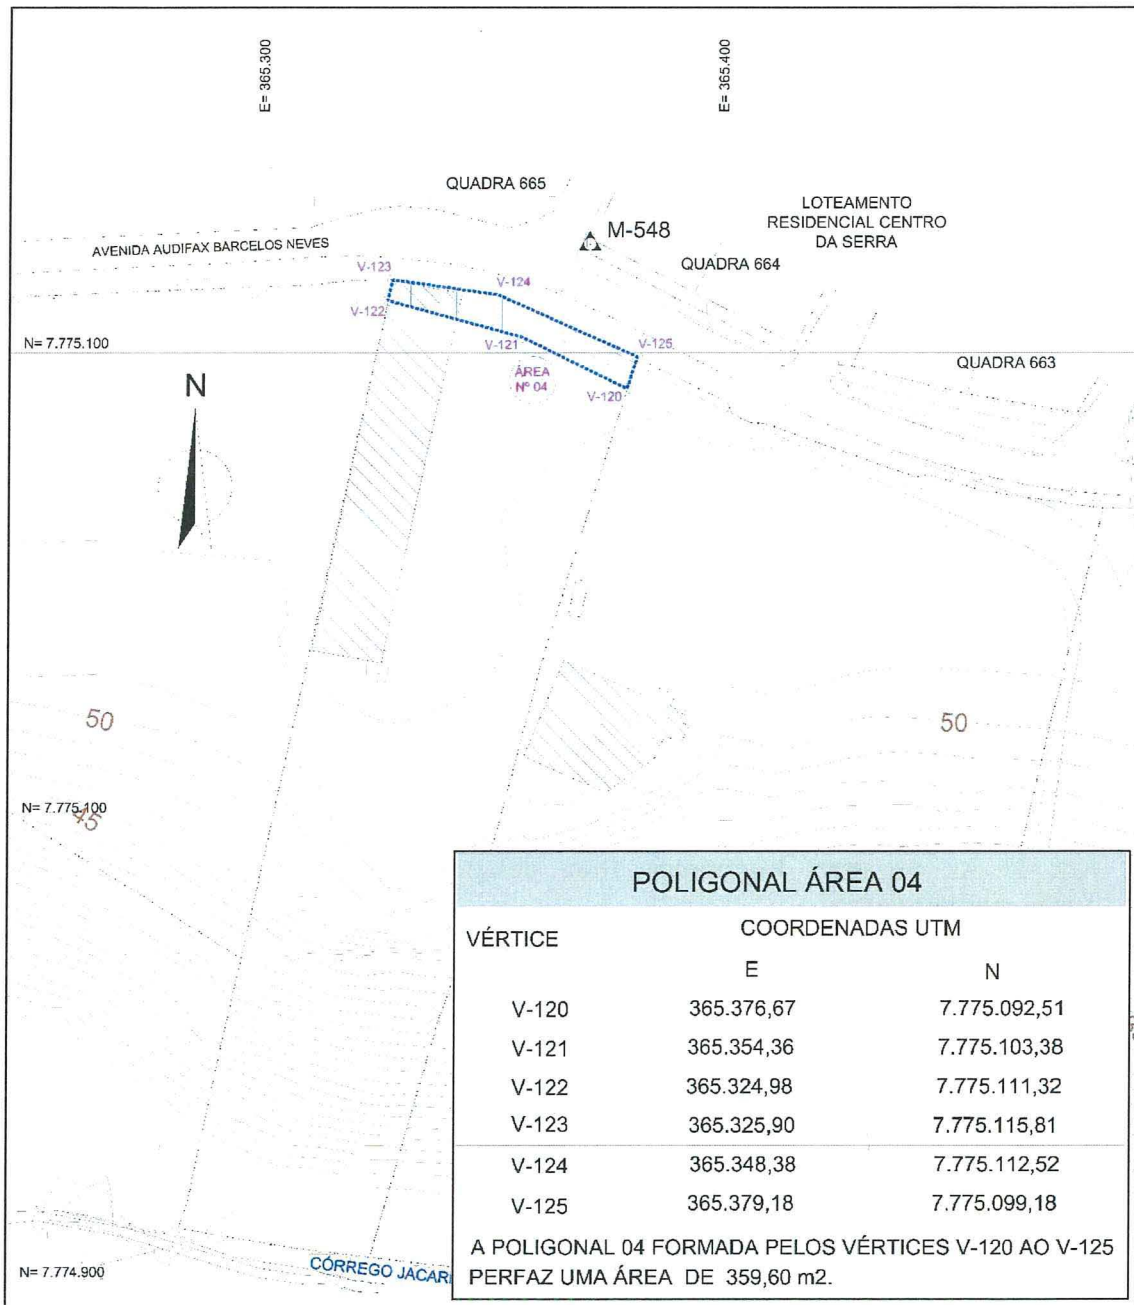 E= 365.300
E= 365.400
QUADRA 665
LOTEAMENTO
RESIDENCIAL CENTRO
DA SERRA
M-548
AVENIDA AUDIFAX BARCELOS NEVES
QUADRA 664
V-123
V-124
V-122
N= 7.775.100
V-121
V-125
QUADRA 663
ÁREA
Nº 04
V-120
N
50
50
N= 7.775.100
45
POLIGONAL ÁREA 04
VÉRTICE COORDENADAS UTM
E N
V-120 365.376,67 7.775.092,51
V-121 365.354,36 7.775.103,38
V-122 365.324,98 7.775.111,32
V-123 365.325,90 7.775.115,81
V-124 365.348,38 7.775.112,52
V-125 365.379,18 7.775.099,18
A POLIGONAL 04 FORMADA PELOS VÉRTICES V-120 AO V-125
PERFAZ UMA ÁREA DE 359,60 m2.
N= 7.774.900
CÓRREGO JACAR